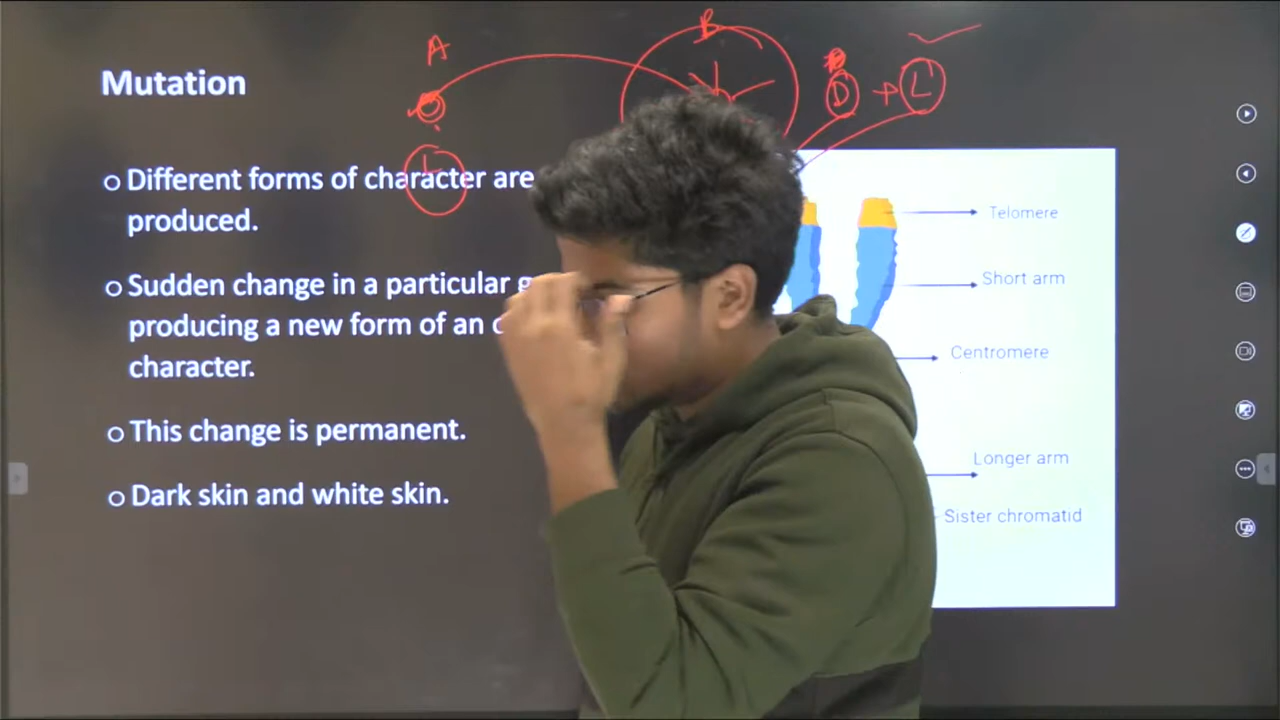 A
B
D + L
L
Mutation
Different forms of character are
produced.
Sudden change in a particular
producing a new form of an
character.
This change is permanent.
Dark skin and white skin.
Telomere
Short arm
Centromere
Longer arm
Sister chromatid